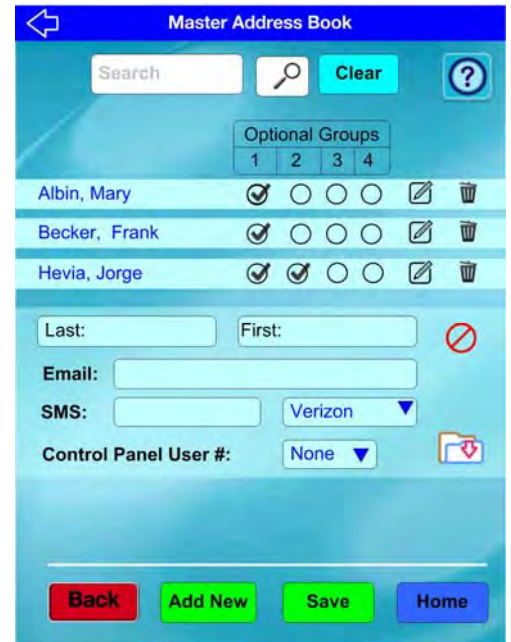 Master Address Book
Search Clear ?
Optional Groups
1 2 3 4
Albin, Mary
Becker, Frank
Hevia, Jorge
Last: First:
Email:
SMS: Verizon
Control Panel User #: None
Back Add New Save Home